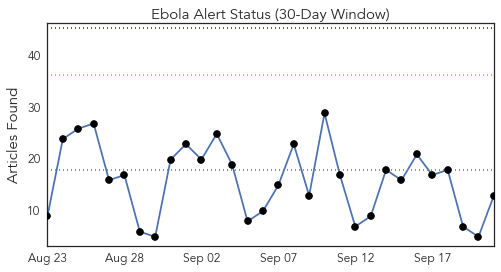 Ebola Alert Status (30-Day Window)
Articles Found
40
30
20
10
Aug 23 Aug 28 Sep 02 Sep 07 Sep 12 Sep 17